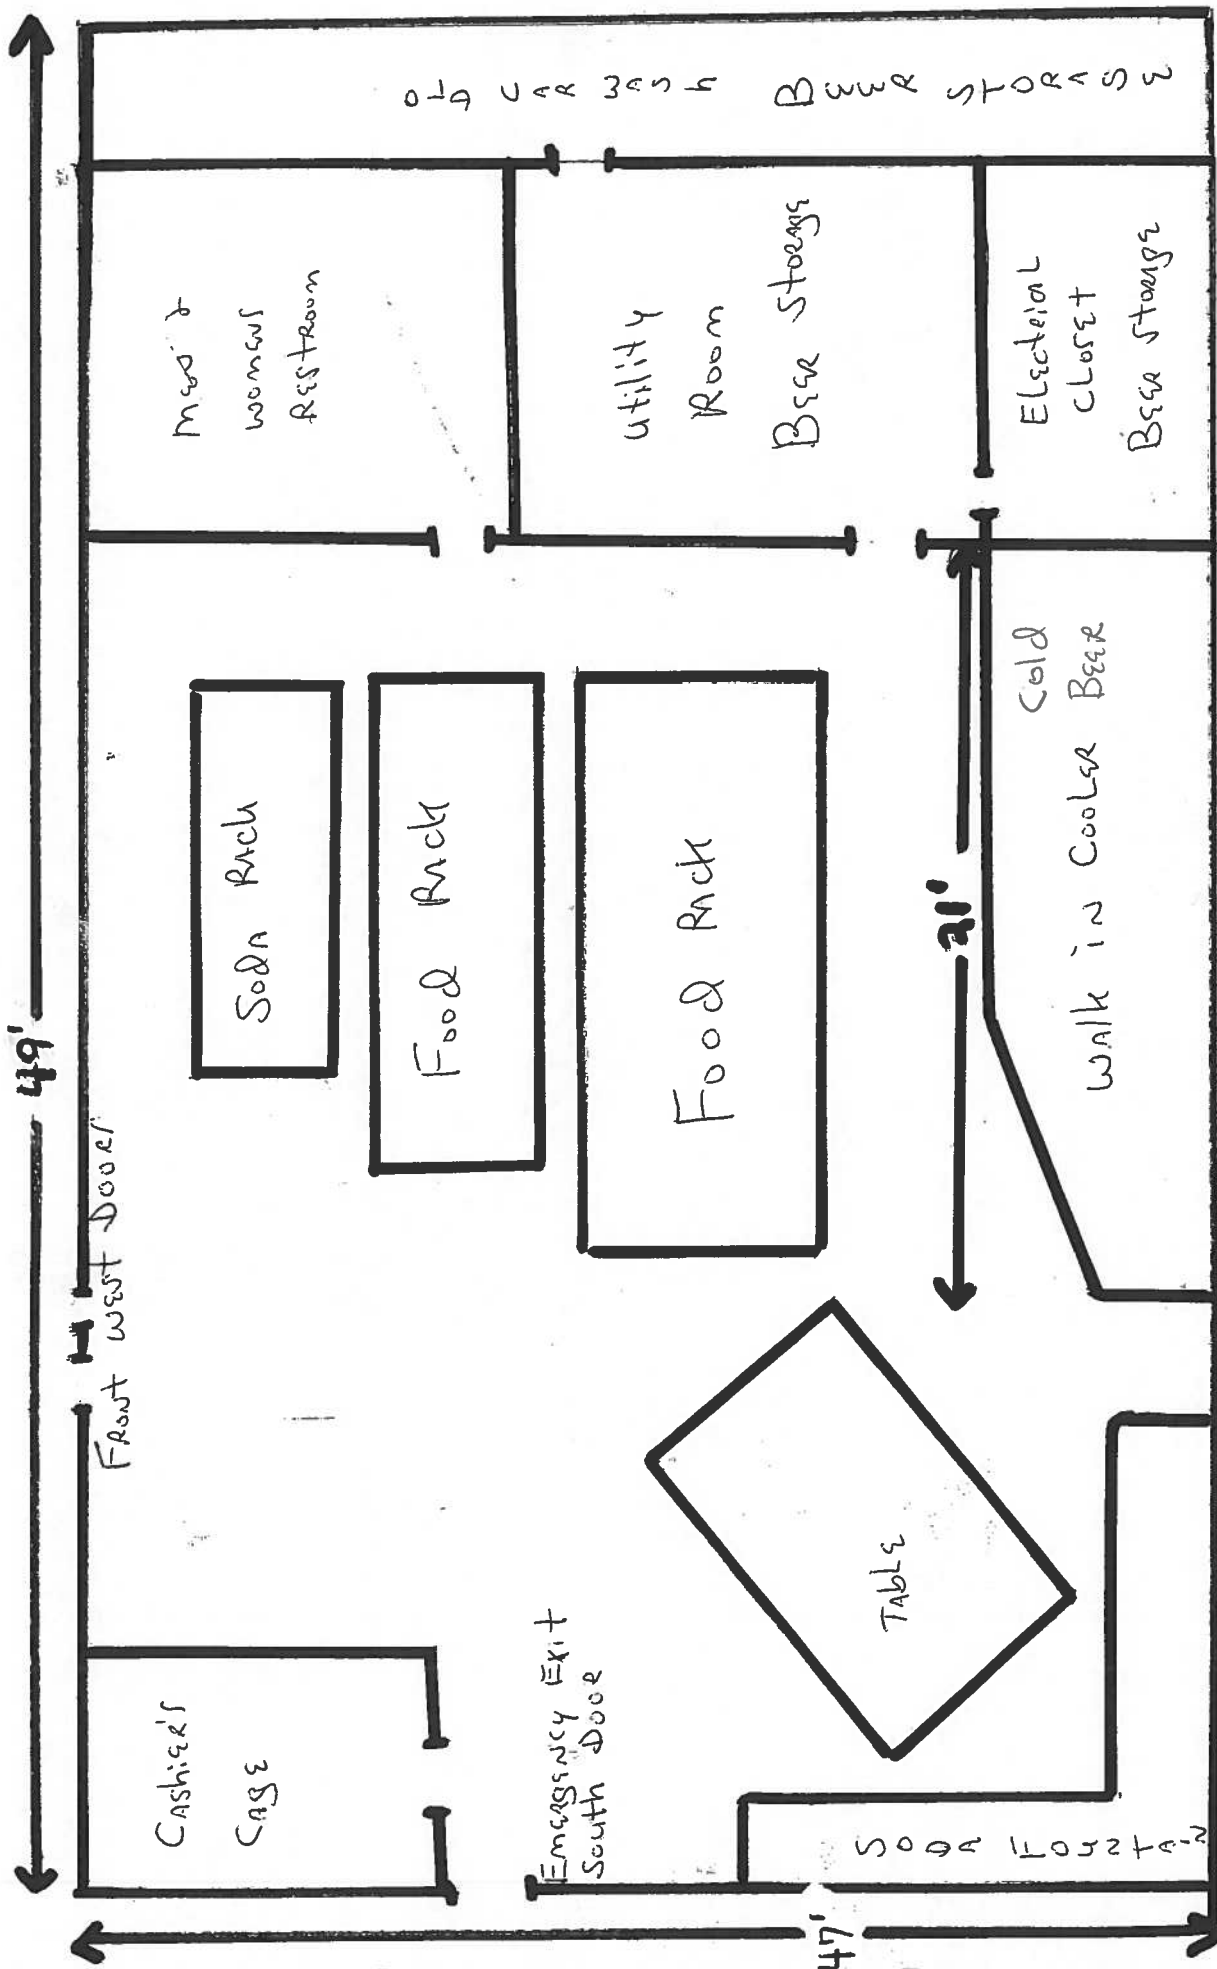 49'
FRONT WEST DOORS
CASHIER'S
CAGE
SODA RACK
MEN'S &
WOMENS
RESTROOM
FOOD RACK
EMERGENCY EXIT
SOUTH DOOR
FOOD RACK
UTILITY
ROOM
BEER STORAGE
TABLE
21'
47'
SODA FOUNTAIN
COLD
WALK IN COOLER BEER
ELECTRIAL
CLOSET
BEER STORAGE
OLD CAR WASH BEER STORAGE